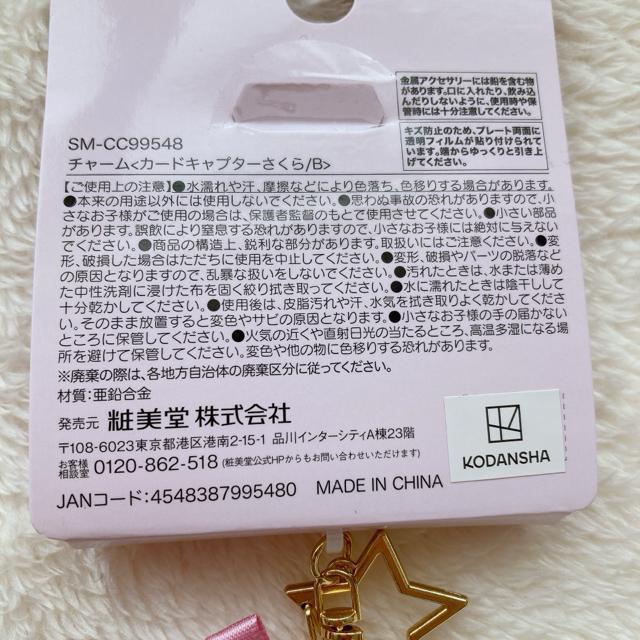 金属アクセサリーには鉛を含む物
があります。口に入れたり、飲み込
んだりしないように、使用時や保
管時には十分注意してください。
キズ防止のため、プレート両面に
透明フィルムが貼り付けられてい
ます。端からゆっくりと引き上
げてください。
SM-CC99548
チャーム<カードキャプターさくら/B>
【ご使用上の注意】●水濡れや汗、摩擦などにより色落ち、色移りする場合があります。
●本来の用途以外には使用しないでください。●思わぬ事故の恐れがありますので、小
さなお子様がご使用の場合は、保護者監督のもとで使用させてください。●小さい部品
があります。誤飲により窒息する恐れがありますので、小さなお子様には絶対に与えない
でください。●商品の構造上、鋭利な部分があります。取扱いにはご注意ください。●変
形、破損した場合はただちに使用を中止してください。●変形、破損やパーツの脱落など
の原因となりますので、乱暴な扱いをしないでください。●汚れたときは、水または薄め
た中性洗剤に浸けた布を固く絞り拭き取ってください。●水に濡れたときは陰干しして
十分乾かしてください。●使用後は、皮脂汚れや汗、水気を拭き取りよく乾かしてくださ
い。そのまま放置すると変色やサビの原因となります。●小さなお子様の手の届かない
ところに保管してください。●火気の近くや直射日光の当たるところ、高温多湿になる場
所を避けて保管してください。変色や他の物に色移りする恐れがあります。
※廃棄の際は、各地方自治体の廃棄区分に従ってください。
材質:亜鉛合金
発売元 粧美堂 株式会社
〒108-6023東京都港区港南2-15-1 品川インターシティA棟23階
お客様相談室 0120-862-518 (粧美堂公式HPからもお問い合わせいただけます)
JANコード:4548387995480 MADE IN CHINA
KODANSHA